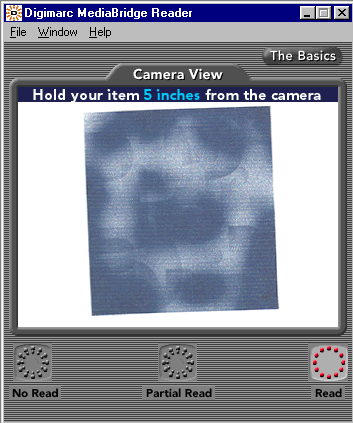 Digimarc MediaBridge Reader
File Window Help
The Basics
Camera View
Hold your item 5 inches from the camera
No Read Partial Read Read